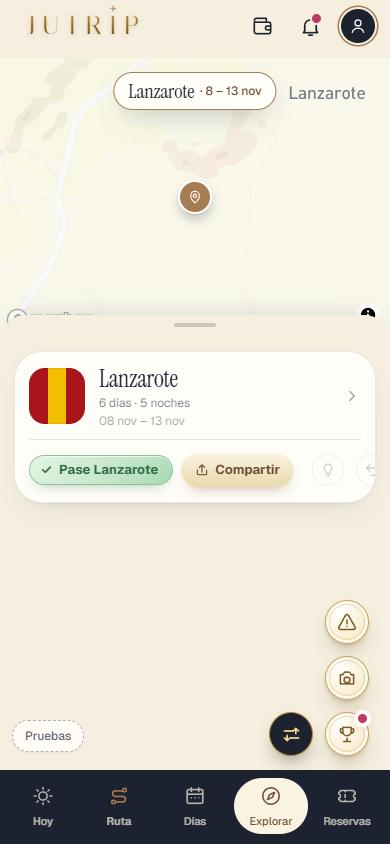 JUTRIP
Lanzarote · 8 – 13 nov
Lanzarote
Lanzarote
6 días · 5 noches
08 nov – 13 nov
Pase Lanzarote
Compartir
Pruebas
Hoy
Ruta
Días
Explorar
Reservas